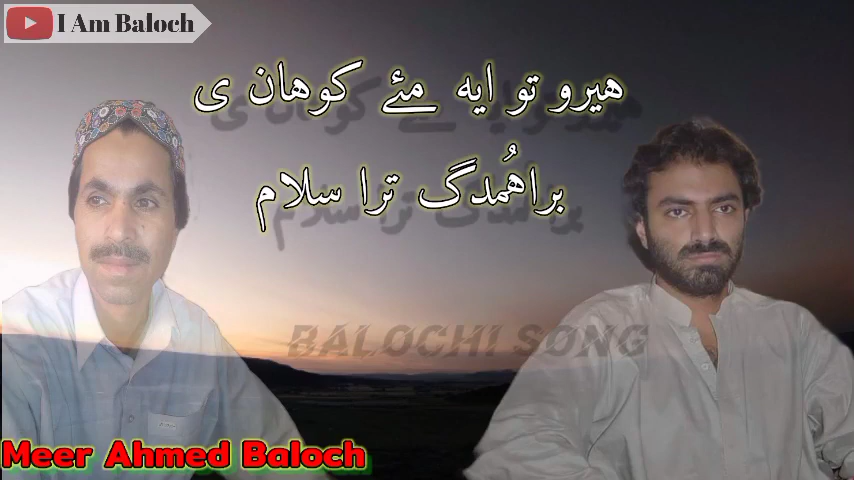 I Am Baloch
ھیرو تو ایہ مئے کوھان ی
براھُمدگ ترا سلام
BALOCHI SONG
Meer Ahmed Baloch